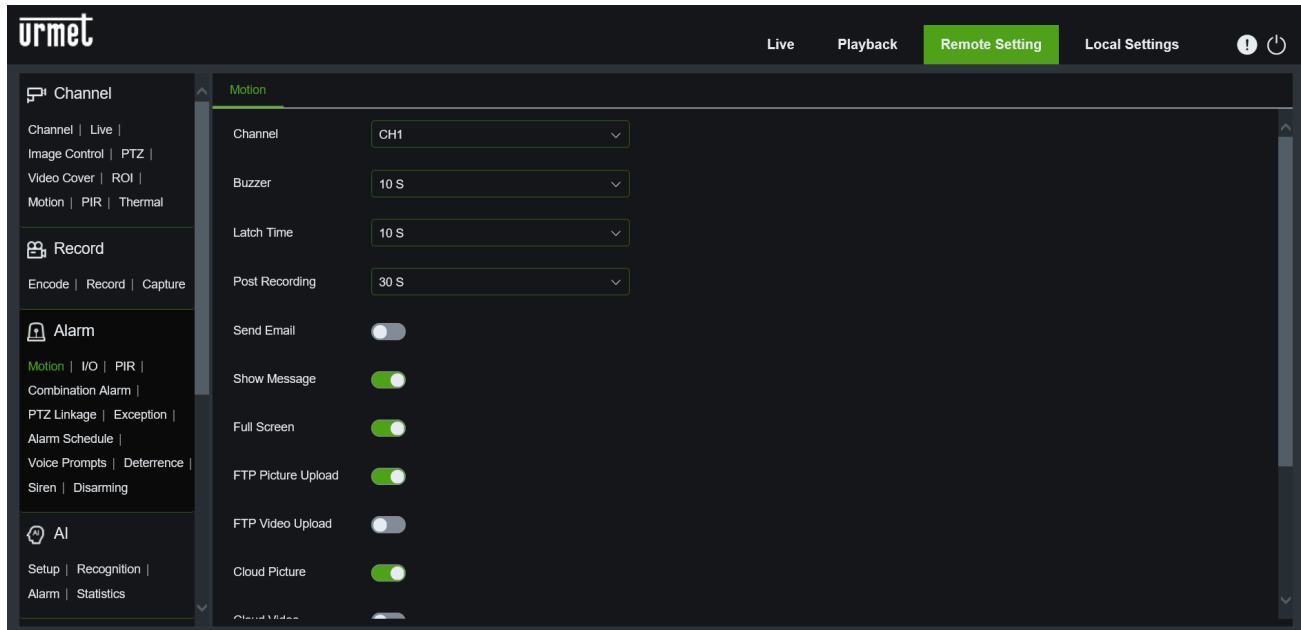 urmet
Live Playback Remote Setting Local Settings
Channel
Channel | Live |
Image Control | PTZ |
Video Cover | ROI |
Motion | PIR | Thermal
Record
Encode | Record | Capture
Alarm
Motion | I/O | PIR |
Combination Alarm |
PTZ Linkage | Exception |
Alarm Schedule |
Voice Prompts | Deterrence |
Siren | Disarming
AI
Setup | Recognition |
Alarm | Statistics
Motion
Channel CH1
Buzzer 10 S
Latch Time 10 S
Post Recording 30 S
Send Email
Show Message
Full Screen
FTP Picture Upload
FTP Video Upload
Cloud Picture
Cloud Video